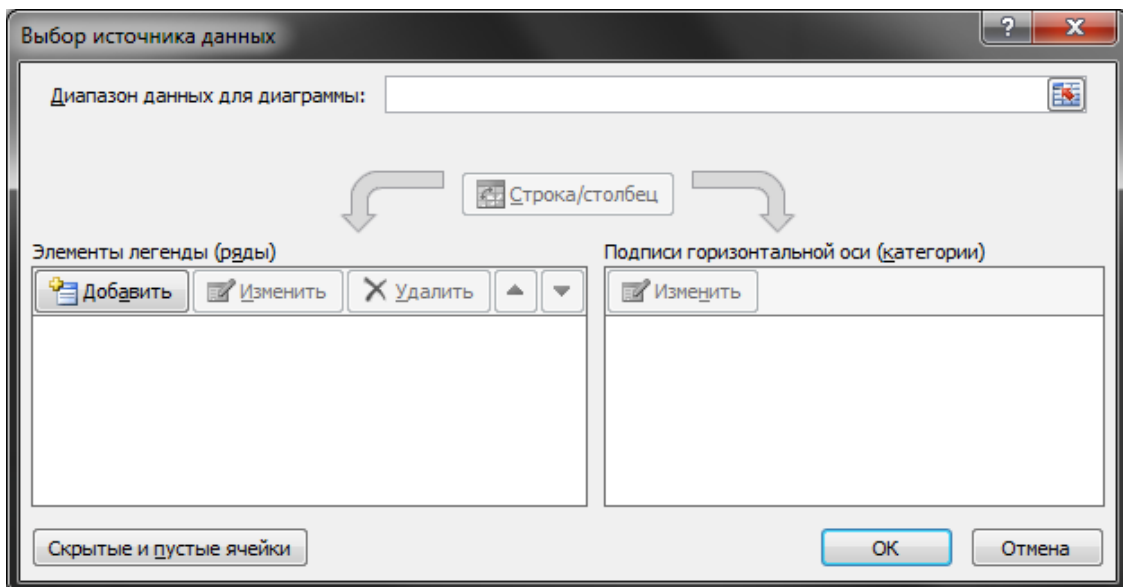 Выбор источника данных
?
Диапазон данных для диаграммы:
Строка/столбец
Элементы легенды (ряды)
Подписи горизонтальной оси (категории)
Добавить Изменить Удалить
Изменить
Скрытые и пустые ячейки
ОК
Отмена